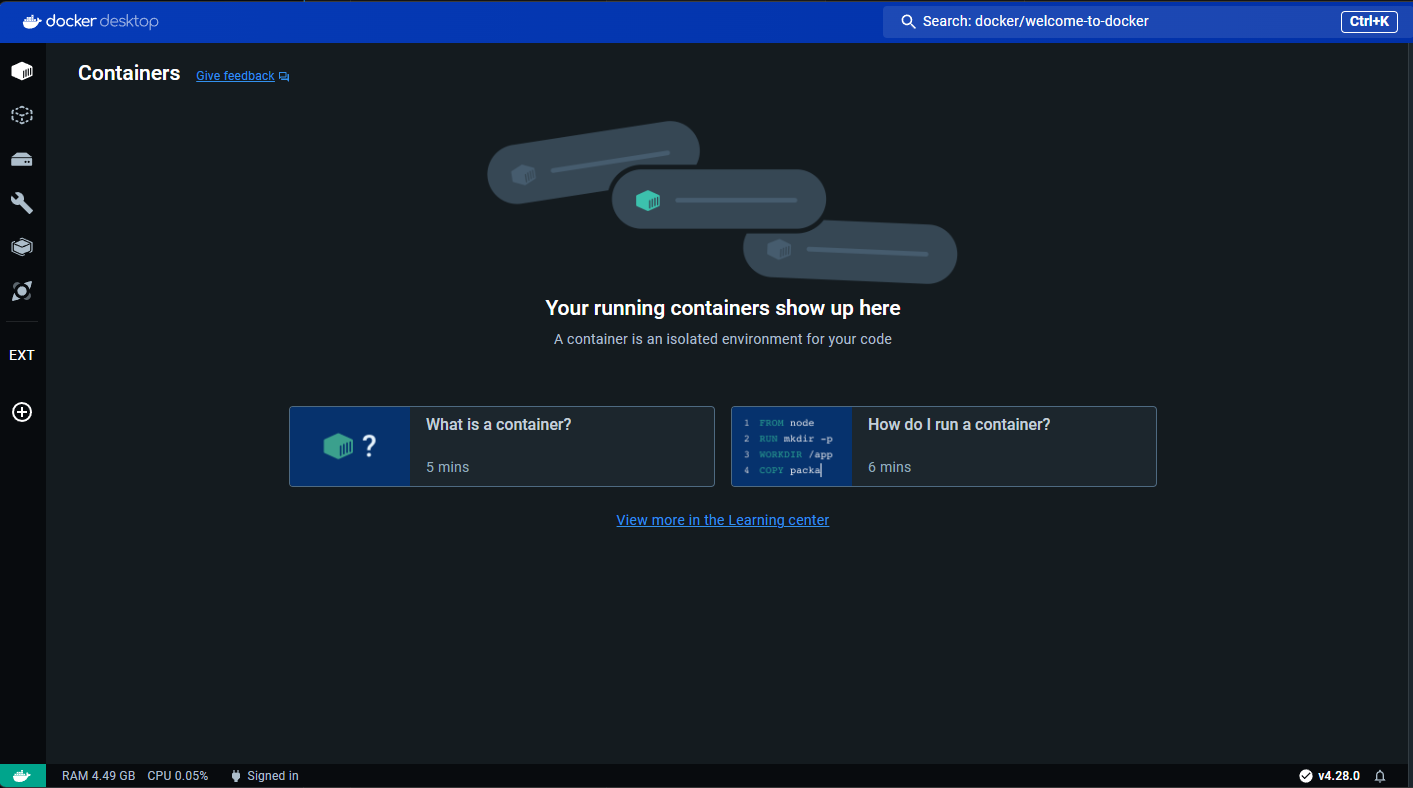 docker desktop
Search: docker/welcome-to-docker
Ctrl+K
Containers
Give feedback
Your running containers show up here
A container is an isolated environment for your code
EXT
?
What is a container?
5 mins
1 FROM node
2 RUN mkdir -p
3 WORKDIR /app
4 COPY packa
How do I run a container?
6 mins
View more in the Learning center
RAM 4.49 GB CPU 0.05% Signed in
v4.28.0